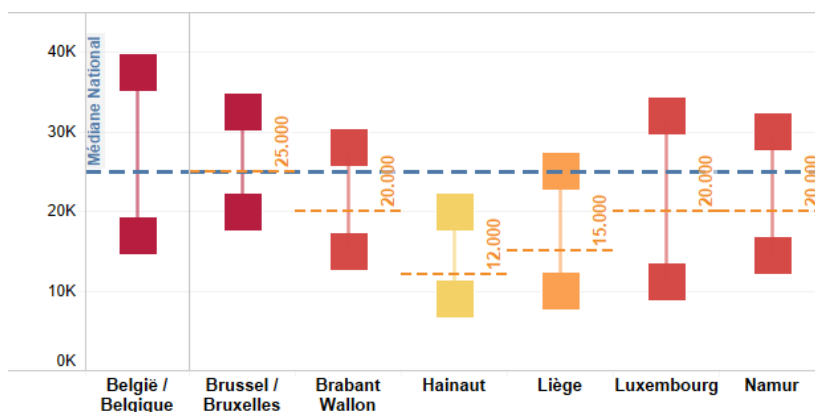 40K
30K
20K
10K
0K
Médiane National
25.000
20.000
12.000
15.000
20.000
20.000
België /
Belgique
Brussel /
Bruxelles
Brabant
Wallon
Hainaut
Liège
Luxembourg
Namur